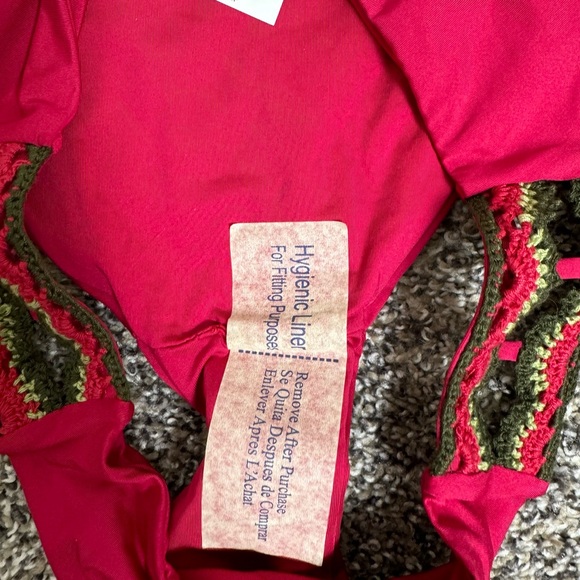 Hygienic Liner
For Fitting Purposes
Remove After Purchase
Se Quita Despues de Comprar
Enlever Apres L'Achat